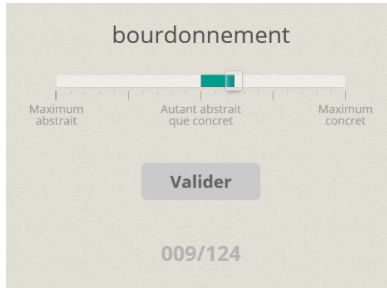 bourdonnement
Maximum abstrait
Autant abstrait que concret
Maximum concret
Valider
009/124